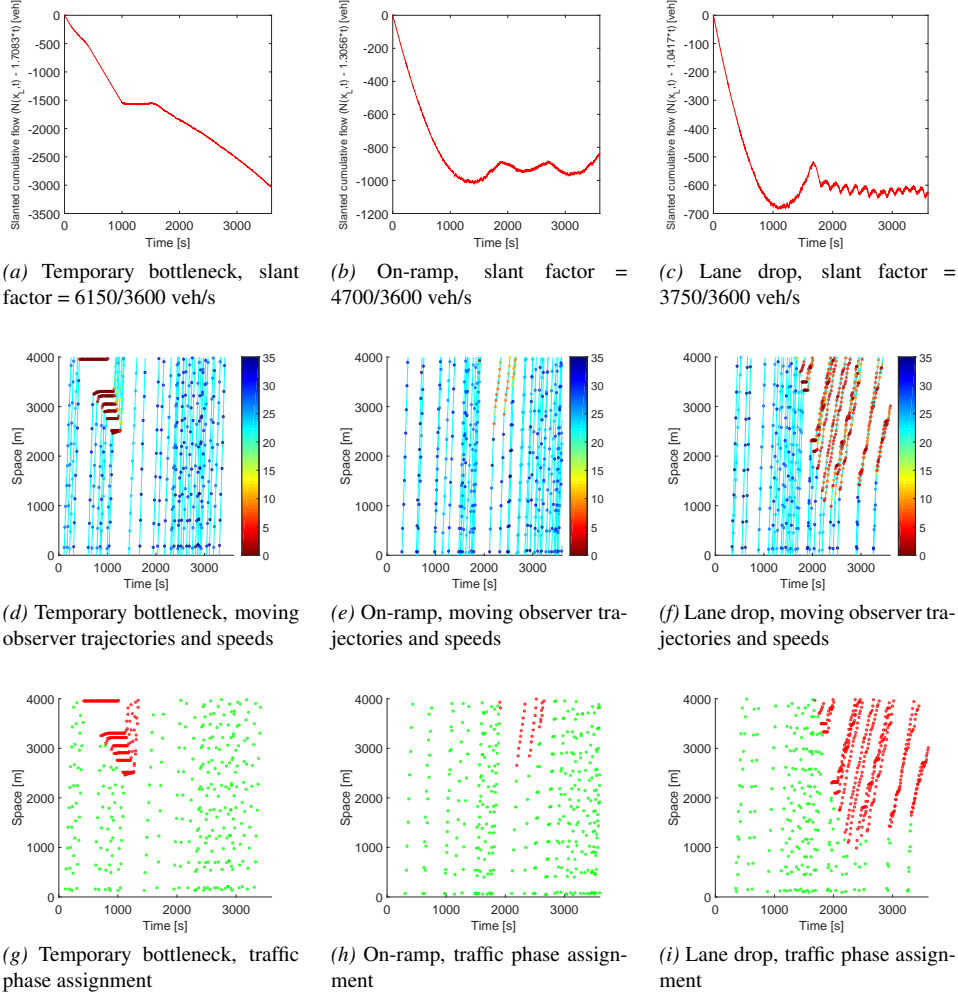 Slanted cumulative flow (N(x_L,t) - 1.7083*t) [veh]
0
-500
-1000
-1500
-2000
-2500
-3000
-3500
0 1000 2000 3000
Time [s]
Slanted cumulative flow (N(x_L,t) - 1.3056*t) [veh]
0
-200
-400
-600
-800
-1000
-1200
0 1000 2000 3000
Time [s]
Slanted cumulative flow (N(x_L,t) - 1.0417*t) [veh]
0
-100
-200
-300
-400
-500
-600
-700
0 1000 2000 3000
Time [s]
(a) Temporary bottleneck, slant
factor = 6150/3600 veh/s
(b) On-ramp, slant factor =
4700/3600 veh/s
(c) Lane drop, slant factor =
3750/3600 veh/s
Space [m]
4000
3000
2000
1000
0
0 1000 2000 3000
Time [s]
35
30
25
20
15
10
5
0
Space [m]
4000
3000
2000
1000
0
0 1000 2000 3000
Time [s]
35
30
25
20
15
10
5
0
Space [m]
4000
3000
2000
1000
0
0 1000 2000 3000
Time [s]
35
30
25
20
15
10
5
0
(d) Temporary bottleneck, moving
observer trajectories and speeds
(e) On-ramp, moving observer tra-
jectories and speeds
(f) Lane drop, moving observer tra-
jectories and speeds
Space [m]
4000
3000
2000
1000
0
0 1000 2000 3000
Time [s]
Space [m]
4000
3000
2000
1000
0
0 1000 2000 3000
Time [s]
Space [m]
4000
3000
2000
1000
0
0 1000 2000 3000
Time [s]
(g) Temporary bottleneck, traffic
phase assignment
(h) On-ramp, traffic phase assign-
ment
(i) Lane drop, traffic phase assign-
ment